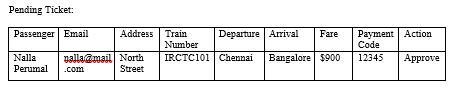 Pending Ticket:
Passenger Email Address Train Number Departure Arrival Fare Payment Code Action
Nalla Perumal nalla@mail.com North Street IRCTC101 Chennai Bangalore $900 12345 Approve